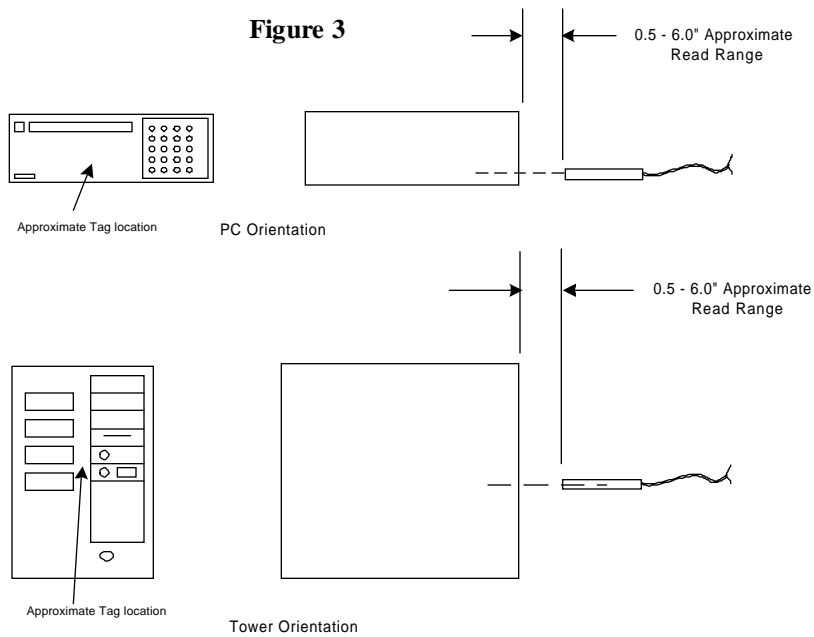 Figure 3
0.5 - 6.0" Approximate
Read Range
Approximate Tag location
PC Orientation
0.5 - 6.0" Approximate
Read Range
Approximate Tag location
Tower Orientation